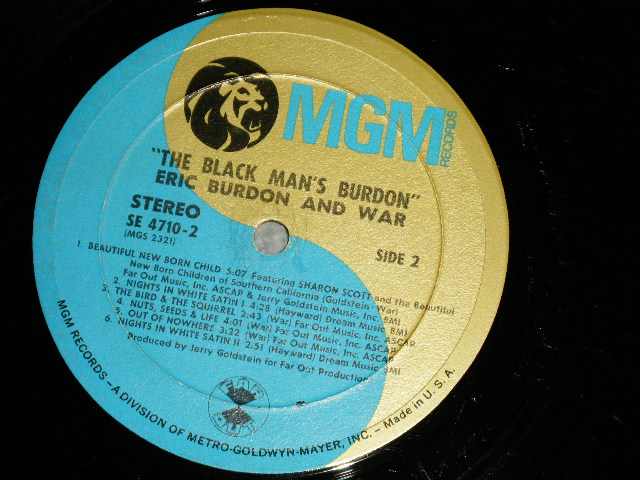 MGM
RECORDS
"THE BLACK MAN'S BURDON"
ERIC BURDON AND WAR
STEREO
SE 4710-2
(MGS 2321)
SIDE 2
1. BEAUTIFUL NEW BORN CHILD 5:07 Featuring SHARON SCOTT and the Beautiful
New Born Children of Southern California (Goldstein - War)
Far Out Music, Inc. ASCAP & Jerry Goldstein Music, Inc. BMI
2. NIGHTS IN WHITE SATIN I 4:28 (Hayward) Dream Music BMI
3. THE BIRD & THE SQUIRREL 2:43 (War) Far Out Music, Inc. ASCAP
4. NUTS, SEEDS & LIFE 4:01 (War) Far Out Music, Inc. ASCAP
5. OUT OF NOWHERE 3:22 (War) Far Out Music, Inc. ASCAP
6. NIGHTS IN WHITE SATIN II 2:51 (Hayward) Dream Music BMI
Produced by Jerry Goldstein for Far Out Production
MGM RECORDS – A DIVISION OF METRO-GOLDWYN-MAYER, INC. – Made in U. S. A.